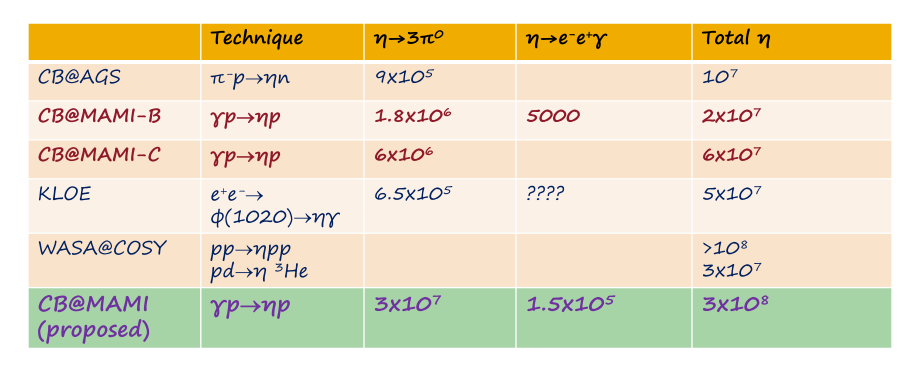 Technique η→3π⁰ η→e⁻e⁺γ Total η
CB@AGS π⁻p→ηn 9x10⁵ 10⁷
CB@MAMI-B γp→ηp 1.8x10⁶ 5000 2x10⁷
CB@MAMI-C γp→ηp 6x10⁶ 6x10⁷
KLOE e⁺e⁻→ 6.5x10⁵ ???? 5x10⁷
ϕ(1020)→ηγ
WASA@COSY pp→ηpp >10⁸
pd→η ³He 3x10⁷
CB@MAMI γp→ηp 3x10⁷ 1.5x10⁵ 3x10⁸
(proposed)